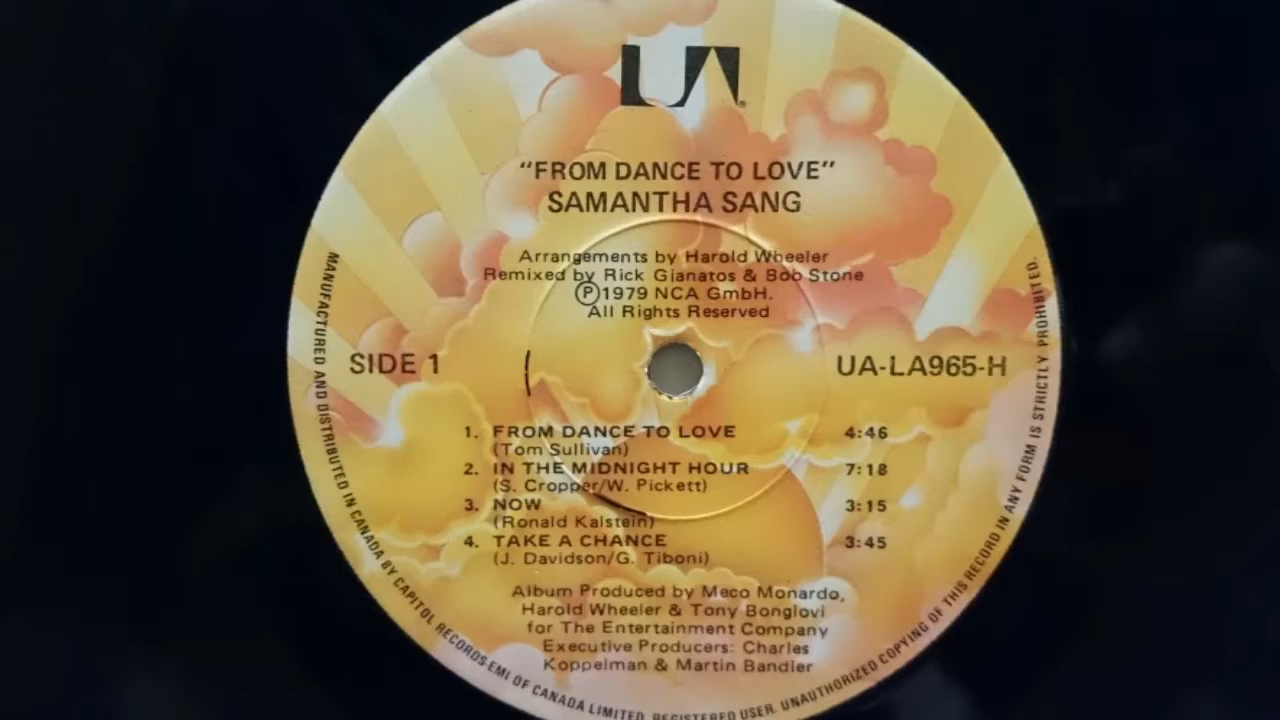 UA®
"FROM DANCE TO LOVE"
SAMANTHA SANG
Arrangements by Harold Wheeler
Remixed by Rick Gianatos & Bob Stone
Ⓟ1979 NCA GmbH.
All Rights Reserved
SIDE 1
UA-LA965-H
1. FROM DANCE TO LOVE 4:46
(Tom Sullivan)
2. IN THE MIDNIGHT HOUR 7:18
(S. Cropper/W. Pickett)
3. NOW 3:15
(Ronald Kalstein)
4. TAKE A CHANCE 3:45
(J. Davidson/G. Tiboni)
Album Produced by Meco Monardo,
Harold Wheeler & Tony Bonglovi
for The Entertainment Company
Executive Producers: Charles
Koppelman & Martin Bandler
MANUFACTURED AND DISTRIBUTED IN CANADA BY CAPITOL RECORDS-EMI OF CANADA LIMITED, REGISTERED USER. UNAUTHORIZED COPYING OF THIS RECORD IN ANY FORM IS STRICTLY PROHIBITED.